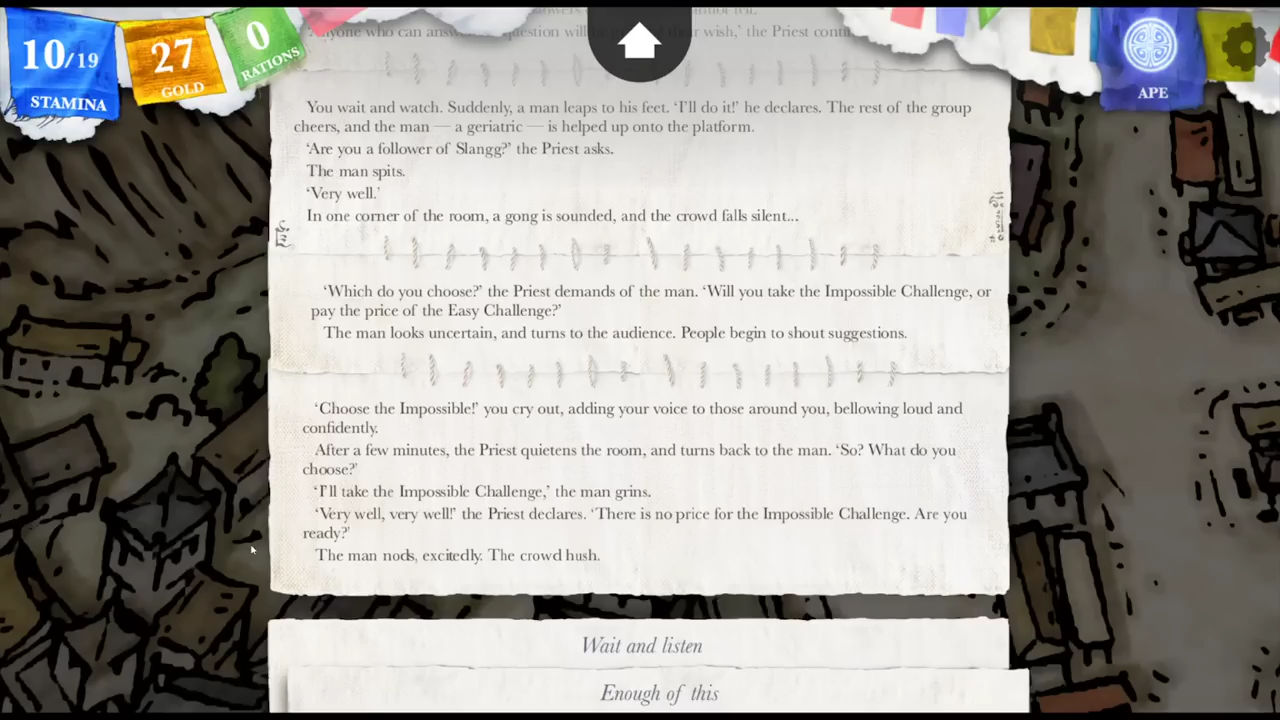 10/19
STAMINA
27
GOLD
0
RATIONS
APE
question will
wish,' the Priest
You wait and watch. Suddenly, a man leaps to his feet. 'I'll do it!' he declares. The rest of the group
cheers, and the man — a geriatric — is helped up onto the platform.
'Are you a follower of Slangg?' the Priest asks.
The man spits.
'Very well.'
In one corner of the room, a gong is sounded, and the crowd falls silent...
'Which do you choose?' the Priest demands of the man. 'Will you take the Impossible Challenge, or
pay the price of the Easy Challenge?'
The man looks uncertain, and turns to the audience. People begin to shout suggestions.
'Choose the Impossible!' you cry out, adding your voice to those around you, bellowing loud and
confidently.
After a few minutes, the Priest quietens the room, and turns back to the man. 'So? What do you
choose?'
'I'll take the Impossible Challenge,' the man grins.
'Very well, very well!' the Priest declares. 'There is no price for the Impossible Challenge. Are you
ready?'
The man nods, excitedly. The crowd hush.
Wait and listen
Enough of this